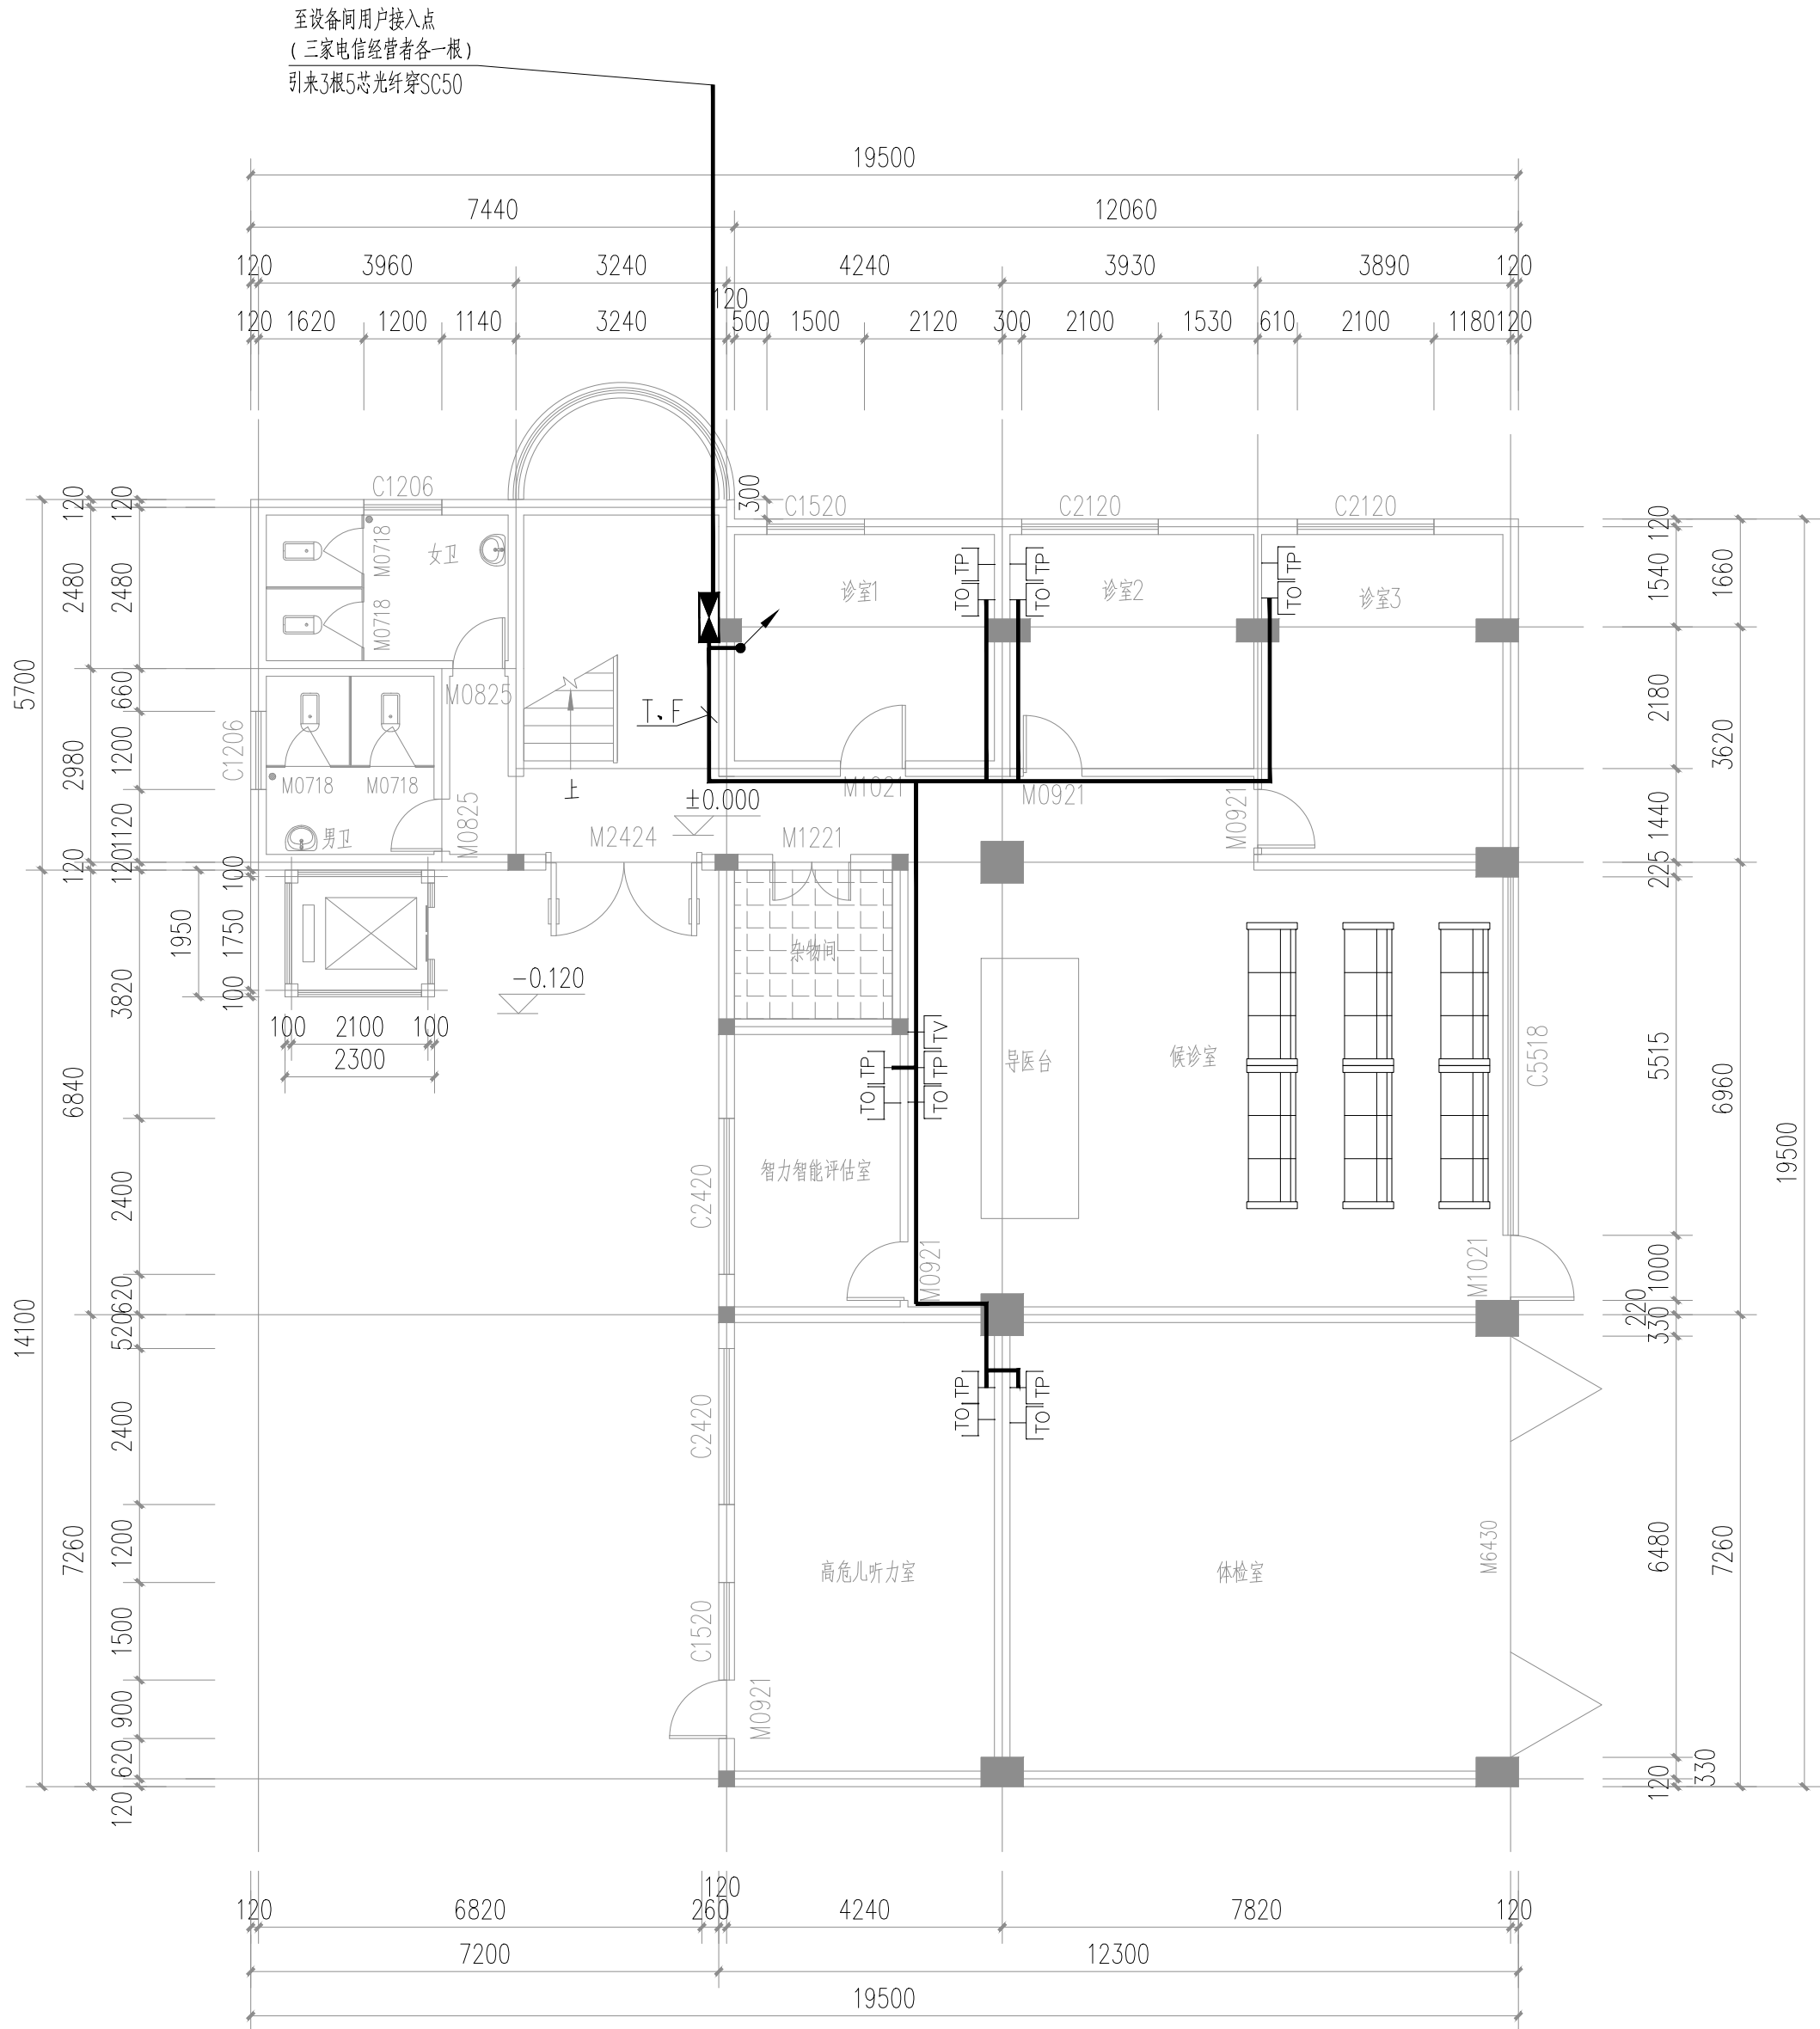 至设备间用户接入点
(三家电信经营者各一根)
引来3根5芯光纤穿SC50
19500
7440 12060
120 3960 3240 4240 3930 3890 120
120
120 1620 1200 1140 3240 500 1500 2120 300 2100 1530 610 2100 1180 120
C1206 300 C1520 C2120 C2120
120 120 120
M0718 女卫 TP TP TP
2480 2480 诊室1 TO TO 诊室2 TO 诊室3 1540 1660
M0718
5700 660 M0825 T、F 2180
C1206 1200 3620
2980 M0718 M0718 上 M1021 M0921
±0.000
1120 男卫 M0825 M2424 M1221 M0921 1440
120 120 100 225
1950 1750 杂物间
3820 100 -0.120
100 2100 100 TV
2300 TP TP 导医台 候诊室 C5518 5515
6840 TO TO 6960
19500
2400 C2420 智力智能评估室
620 M0921 M1021 1000
14100 220
520 330
TP TP
2400 C2420 TO TO
7260 1200 高危儿听力室 体检室 M6430 6480 7260
1500 C1520
900 M0921
620 330
120 120
120
120 6820 260 4240 7820 120
7200 12300
19500